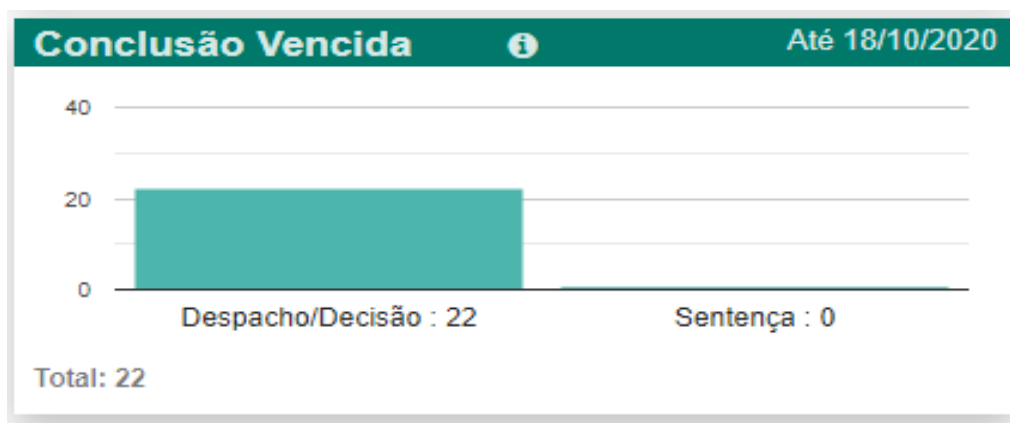 Conclusão Vencida Até 18/10/2020
40
20
0
Despacho/Decisão : 22 Sentença : 0
Total: 22